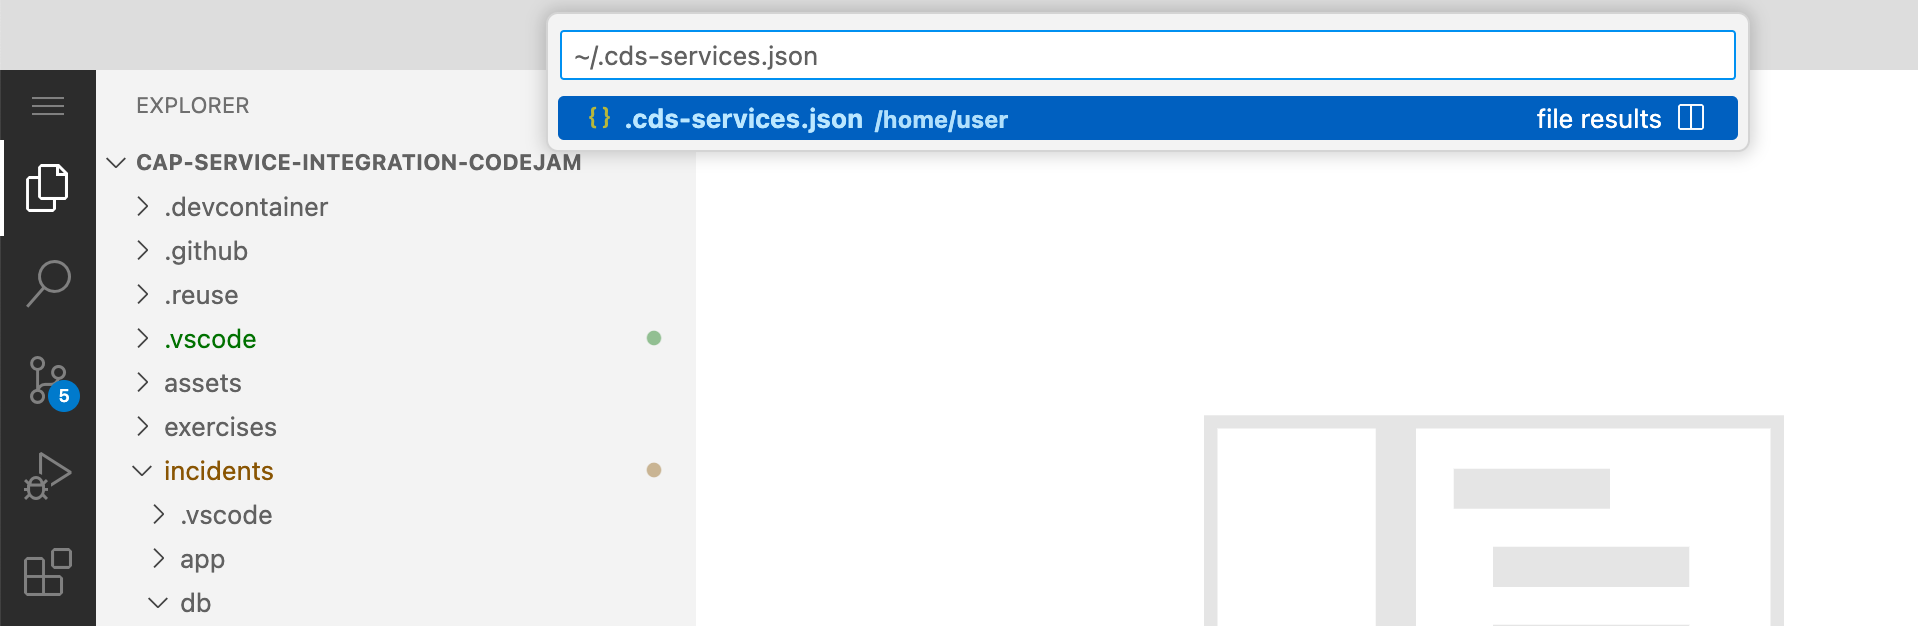 ~/.cds-services.json
{} .cds-services.json /home/user file results
EXPLORER
CAP-SERVICE-INTEGRATION-CODEJAM
.devcontainer
.github
.reuse
.vscode
assets
exercises
incidents
.vscode
app
db
5